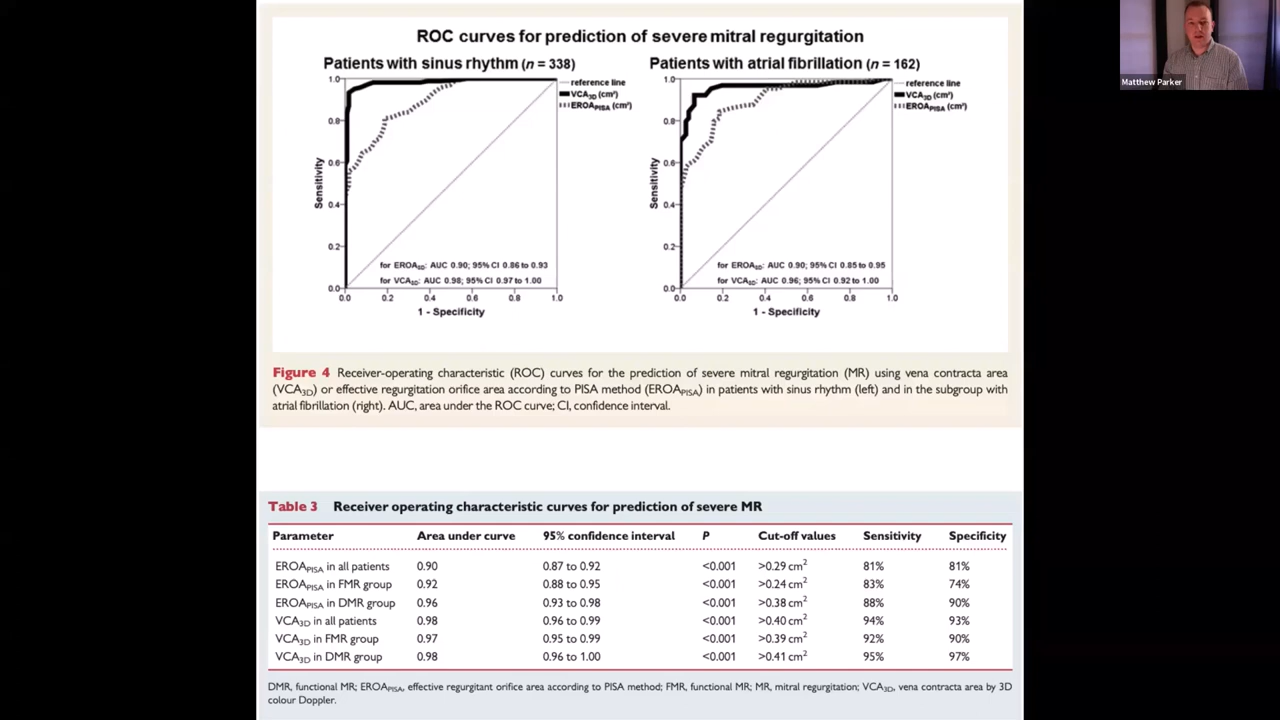 Matthew Parker
ROC curves for prediction of severe mitral regurgitation
Patients with sinus rhythm (n = 338)
1.0
0.8
0.6
0.4
0.2
0.0
Sensitivity
reference line
VCA3D (cm²)
EROAPISA (cm²)
for EROA3D: AUC 0.90; 95% CI 0.86 to 0.93
for VCA3D: AUC 0.98; 95% CI 0.97 to 1.00
0.0 0.2 0.4 0.6 0.8 1.0
1 - Specificity
Patients with atrial fibrillation (n = 162)
1.0
0.8
0.6
0.4
0.2
0.0
Sensitivity
reference line
VCA3D (cm²)
EROAPISA (cm²)
for EROA3D: AUC 0.90; 95% CI 0.85 to 0.95
for VCA3D: AUC 0.96; 95% CI 0.92 to 1.00
0.0 0.2 0.4 0.6 0.8 1.0
1 - Specificity
Figure 4 Receiver-operating characteristic (ROC) curves for the prediction of severe mitral regurgitation (MR) using vena contracta area
(VCA3D) or effective regurgitation orifice area according to PISA method (EROAPISA) in patients with sinus rhythm (left) and in the subgroup with
atrial fibrillation (right). AUC, area under the ROC curve; CI, confidence interval.
Table 3 Receiver operating characteristic curves for prediction of severe MR
Parameter Area under curve 95% confidence interval P Cut-off values Sensitivity Specificity
EROAPISA in all patients 0.90 0.87 to 0.92 <0.001 >0.29 cm² 81% 81%
EROAPISA in FMR group 0.92 0.88 to 0.95 <0.001 >0.24 cm² 83% 74%
EROAPISA in DMR group 0.96 0.93 to 0.98 <0.001 >0.38 cm² 88% 90%
VCA3D in all patients 0.98 0.96 to 0.99 <0.001 >0.40 cm² 94% 93%
VCA3D in FMR group 0.97 0.95 to 0.99 <0.001 >0.39 cm² 92% 90%
VCA3D in DMR group 0.98 0.96 to 1.00 <0.001 >0.41 cm² 95% 97%
DMR, functional MR; EROAPISA, effective regurgitant orifice area according to PISA method; FMR, functional MR; MR, mitral regurgitation; VCA3D, vena contracta area by 3D
colour Doppler.